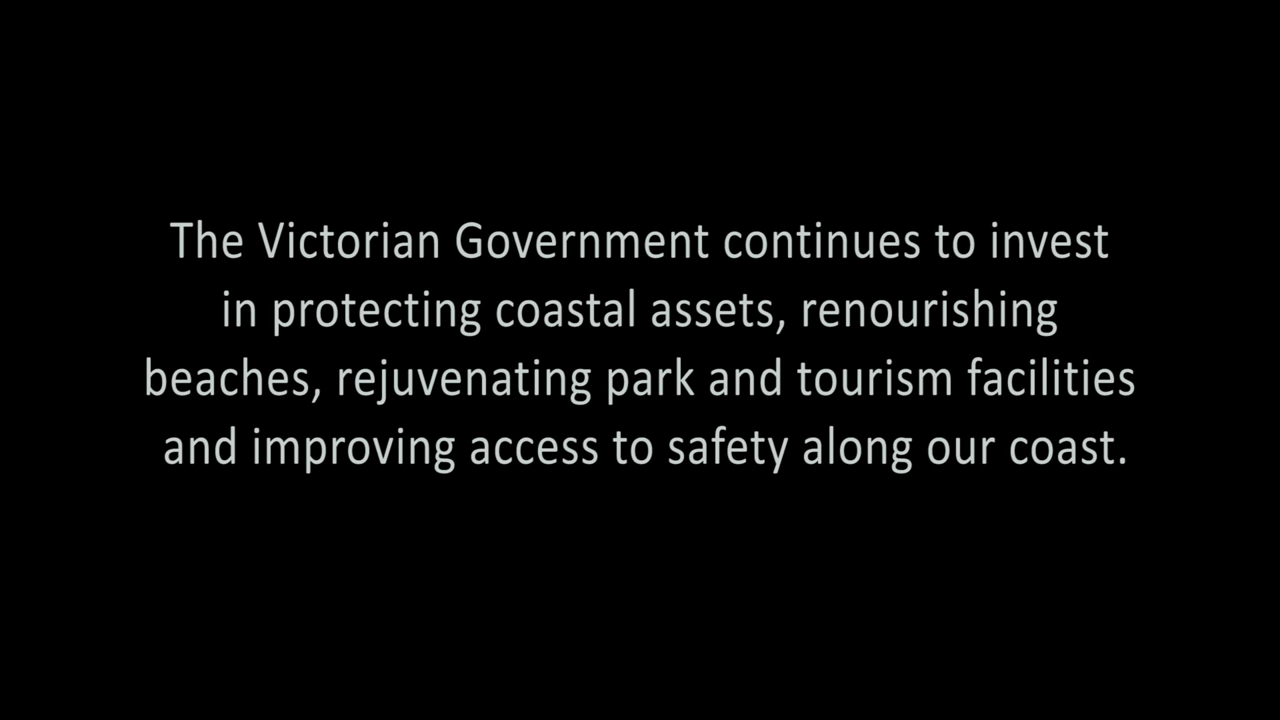 The Victorian Government continues to invest
in protecting coastal assets, renourishing
beaches, rejuvenating park and tourism facilities
and improving access to safety along our coast.